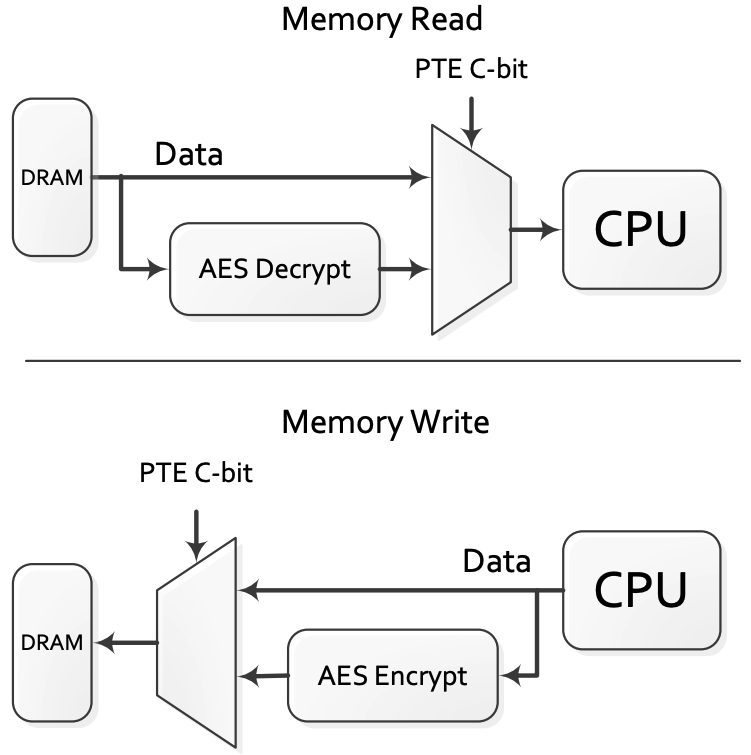 Memory Read
PTE C-bit
DRAM
Data
AES Decrypt
CPU
Memory Write
PTE C-bit
Data
CPU
DRAM
AES Encrypt